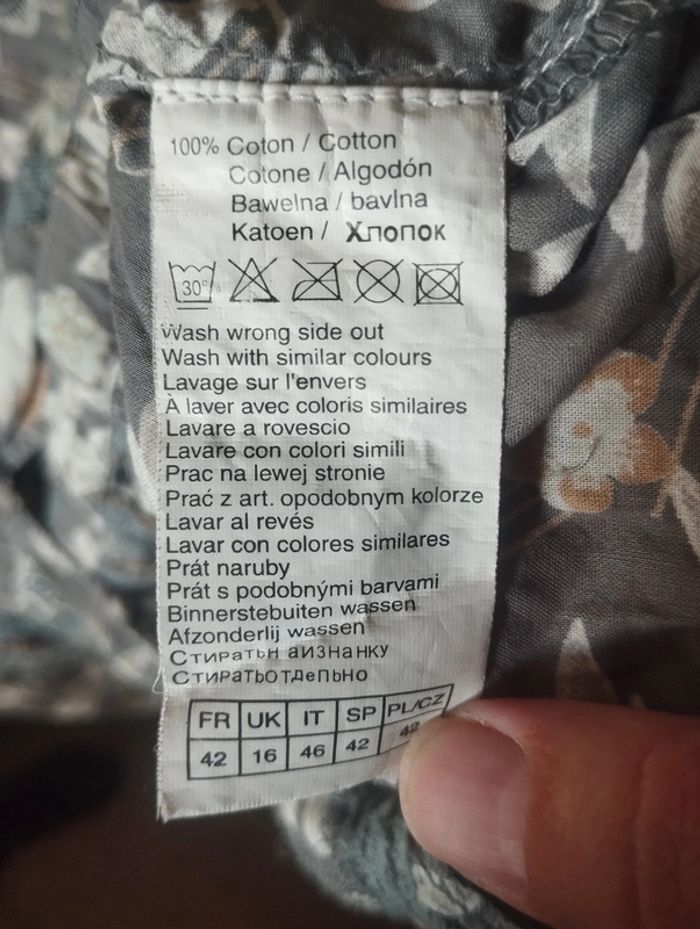 100% Coton / Cotton
Cotone / Algodón
Bawelna / bavlna
Katoen / Хлопок
30°
Wash wrong side out
Wash with similar colours
Lavage sur l'envers
À laver avec coloris similaires
Lavare a rovescio
Lavare con colori simili
Prac na lewej stronie
Prać z art. opodobnym kolorze
Lavar al revés
Lavar con colores similares
Prát naruby
Prát s podobnými barvami
Binnerstebuiten wassen
Afzonderlij wassen
Стиратьн аизнанку
Стиратьотдельно
FR UK IT SP PL/CZ
42 16 46 42 42